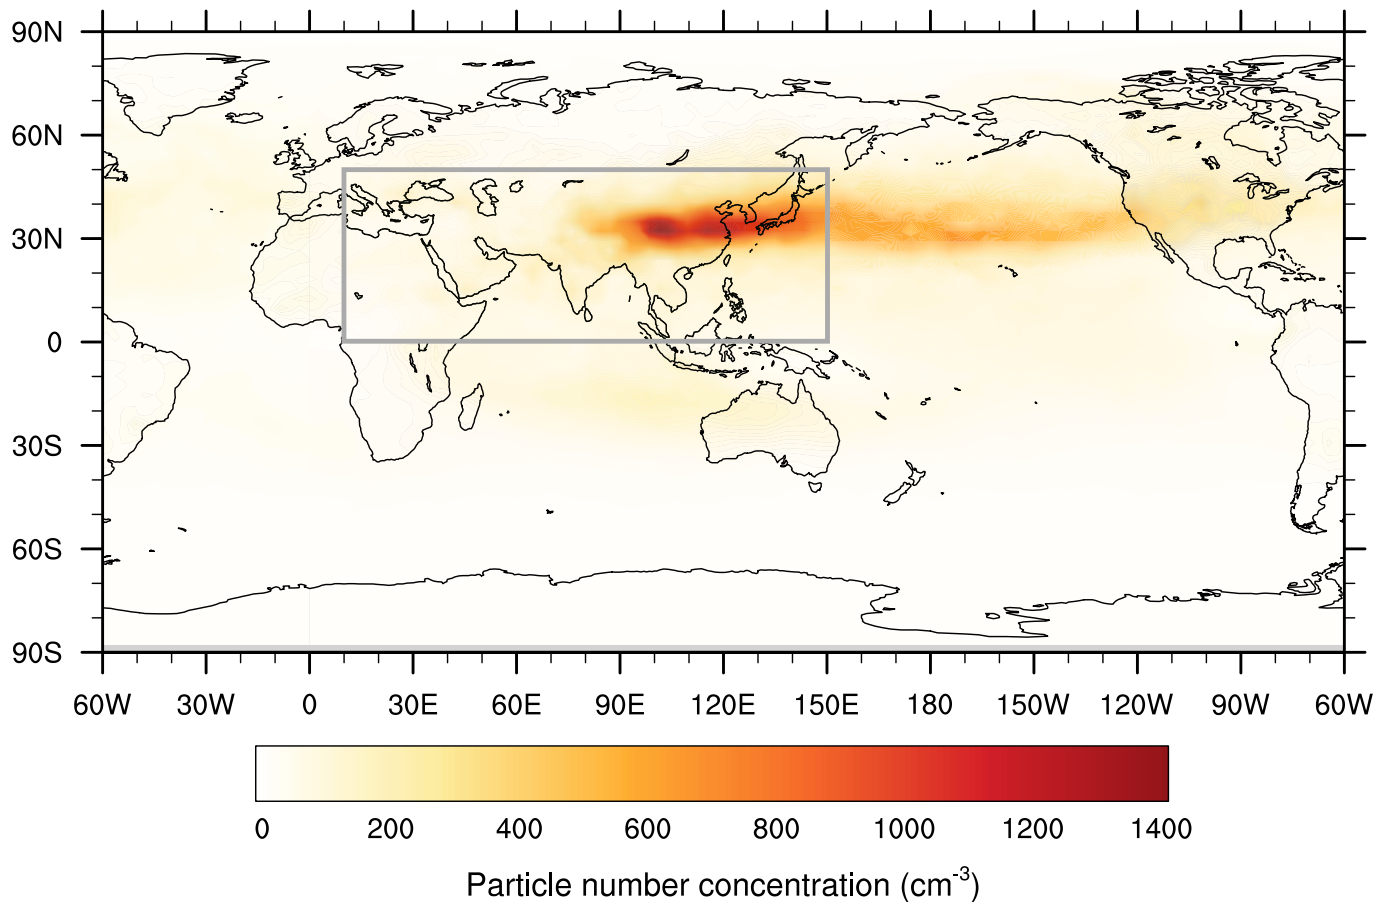 90N
60N
30N
0
30S
60S
90S
60W 30W 0 30E 60E 90E 120E 150E 180 150W 120W 90W 60W
0 200 400 600 800 1000 1200 1400
Particle number concentration (cm⁻³)